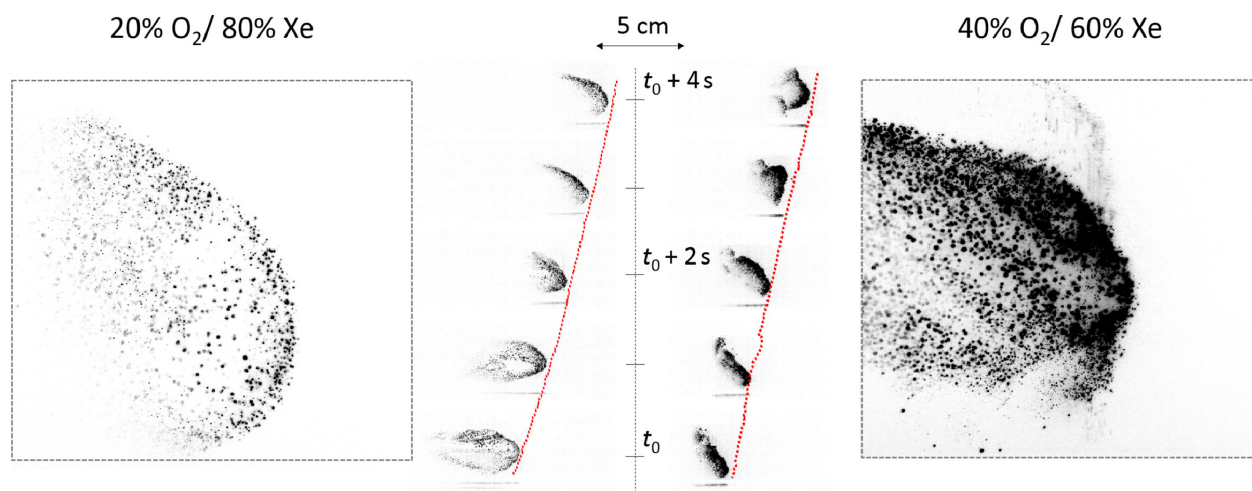 20% O₂/ 80% Xe
5 cm
40% O₂/ 60% Xe
t₀ + 4 s
t₀ + 2 s
t₀